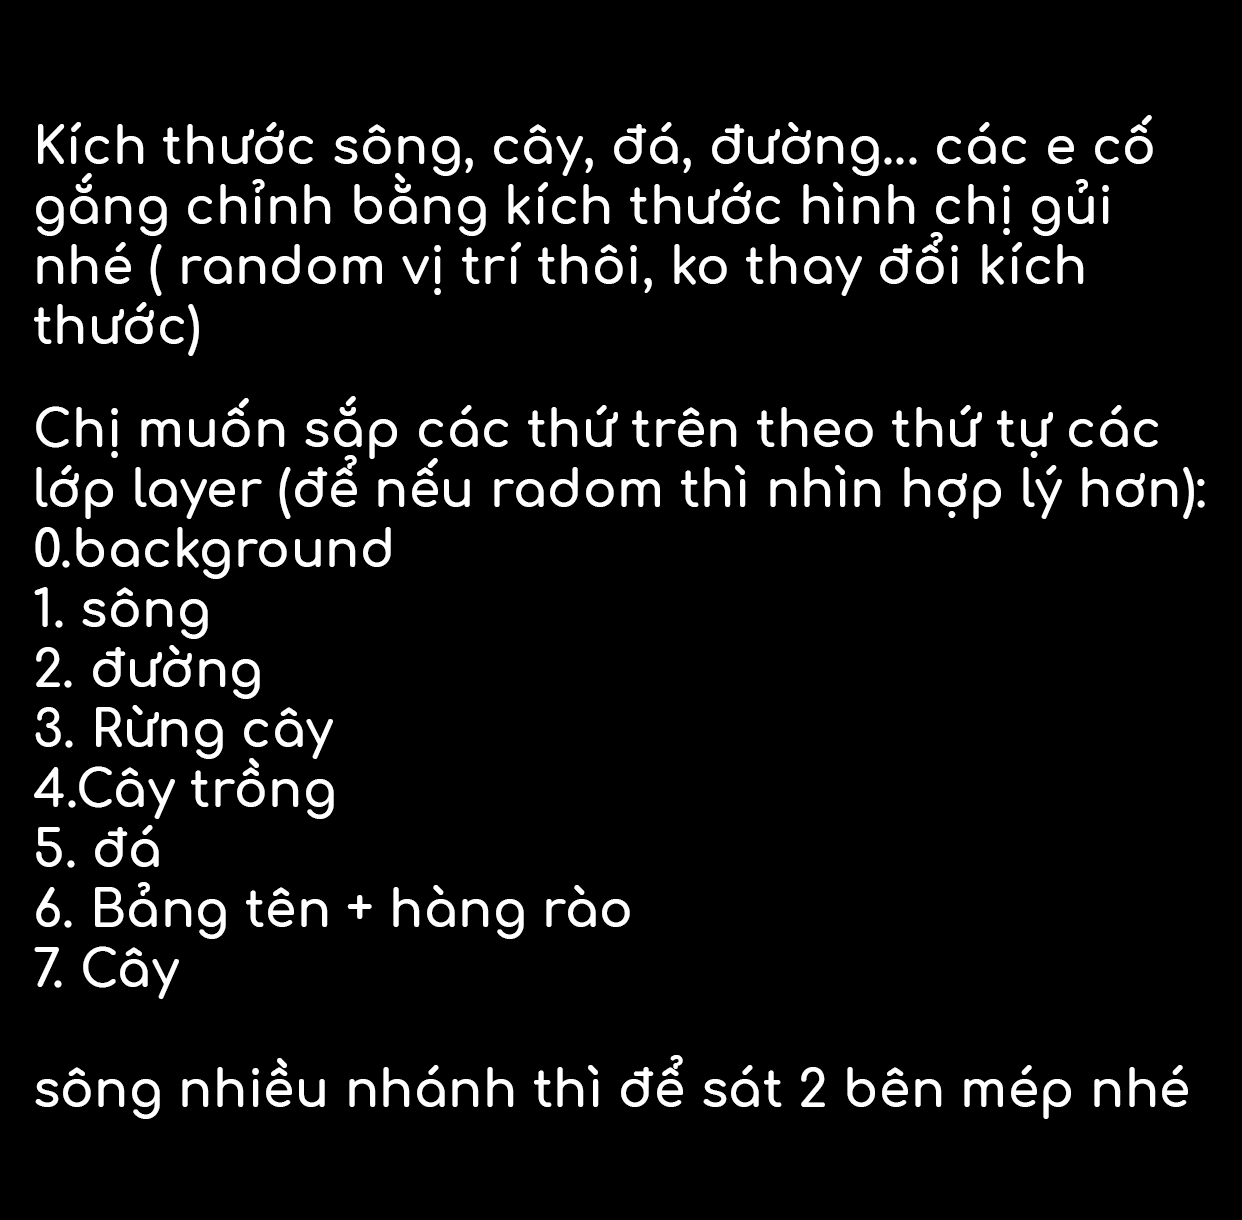 Kích thước sông, cây, đá, đường... các e cố
gắng chỉnh bằng kích thước hình chị gủi
nhé ( random vị trí thôi, ko thay đổi kích
thước)
Chị muốn sắp các thứ trên theo thứ tự các
lớp layer (để nếu radom thì nhìn hợp lý hơn):
0.background
1. sông
2. đường
3. Rừng cây
4.Cây trồng
5. đá
6. Bảng tên + hàng rào
7. Cây
sông nhiều nhánh thì để sát 2 bên mép nhé